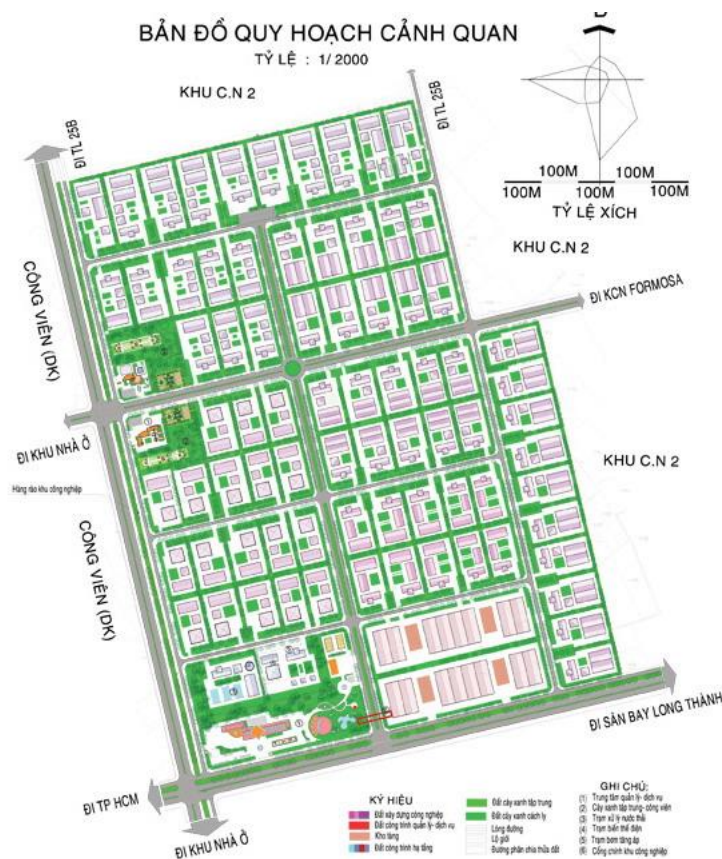 BẢN ĐỒ QUY HOẠCH CẢNH QUAN
TỶ LỆ : 1/ 2000
KHU C.N 2
ĐI TL 25B
ĐI TL 25B
100M 100M
100M 100M 100M
TỶ LỆ XÍCH
KHU C.N 2
CÔNG VIÊN (DK)
ĐI KCN FORMOSA
ĐI KHU NHÀ Ở
KHU C.N 2
Hàng rào khu công nghiệp
CÔNG VIÊN (DK)
ĐI SÂN BAY LONG THÀNH
ĐI TP HCM
ĐI KHU NHÀ Ở
KÝ HIỆU
Đất xây dựng công nghiệp
Đất công trình quản lý- dịch vụ
Kho tàng
Đất công trình hạ tầng
Đất cây xanh tập trung
Đất cây xanh cách ly
Lòng đường
Lộ giới
Đường phân chia thửa đất
GHI CHÚ:
(1) Trung tâm quản lý- dịch vụ
(2) Cây xanh tập trung- công viên
(3) Trạm xử lý nước thải
(4) Trạm biến thế điện
(5) Trạm bơm tăng áp
(6) Cổng chính khu công nghiệp